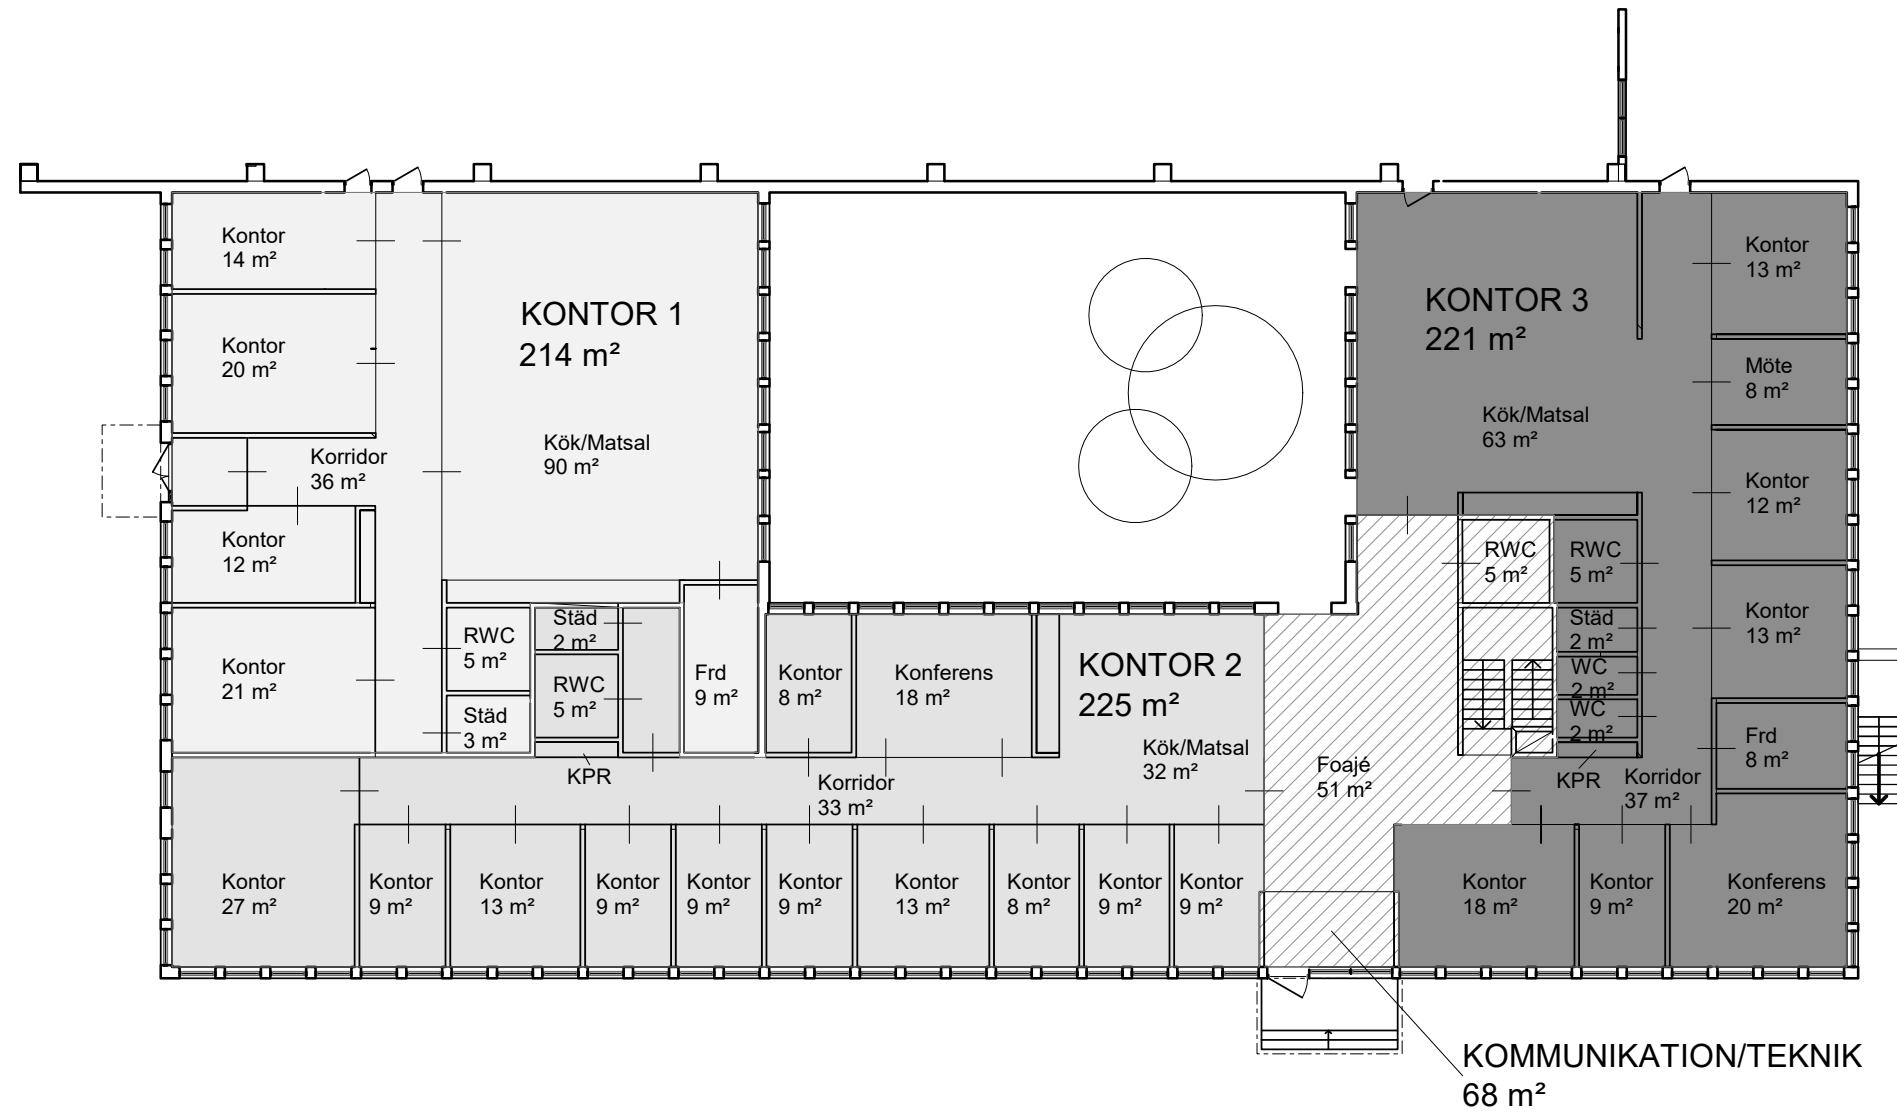 Kontor
14 m²
Kontor
20 m²
KONTOR 1
214 m²
Kök/Matsal
90 m²
Korridor
36 m²
Kontor
12 m²
Kontor
21 m²
RWC
5 m²
Städ
3 m²
Städ
2 m²
RWC
5 m²
KPR
Frd
9 m²
Kontor
8 m²
Konferens
18 m²
KONTOR 2
225 m²
Kök/Matsal
32 m²
Korridor
33 m²
Kontor
27 m²
Kontor
9 m²
Kontor
13 m²
Kontor
9 m²
Kontor
9 m²
Kontor
9 m²
Kontor
13 m²
Kontor
8 m²
Kontor
9 m²
Kontor
9 m²
Foajé
51 m²
KONTOR 3
221 m²
Kök/Matsal
63 m²
Kontor
13 m²
Möte
8 m²
Kontor
12 m²
Kontor
13 m²
Frd
8 m²
RWC
5 m²
RWC
5 m²
Städ
2 m²
WC
2 m²
WC
2 m²
KPR
Korridor
37 m²
Kontor
18 m²
Kontor
9 m²
Konferens
20 m²
KOMMUNIKATION/TEKNIK
68 m²